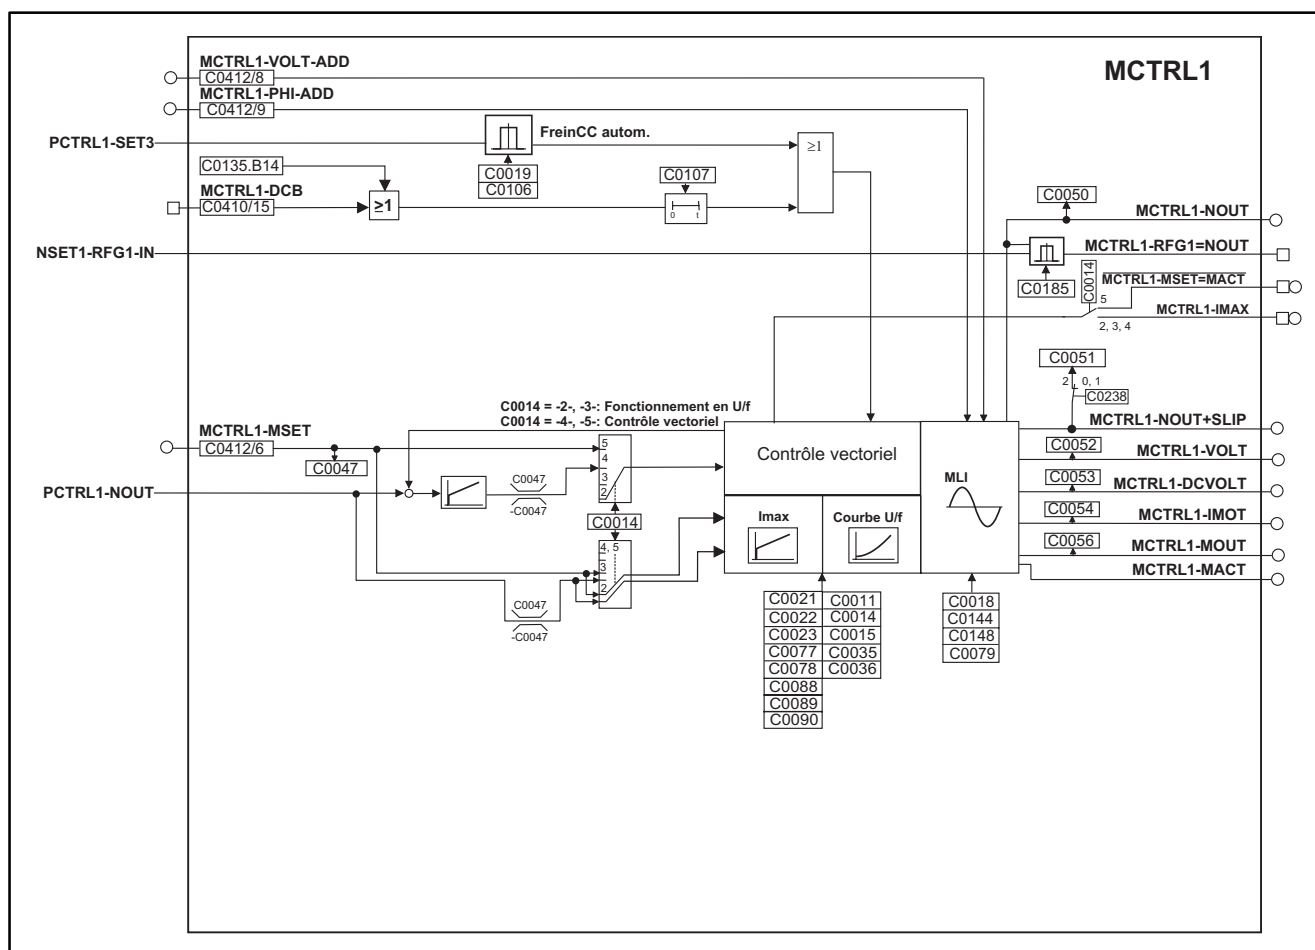 MCTRL1
MCTRL1-VOLT-ADD
C0412/8
MCTRL1-PHI-ADD
C0412/9
PCTRL1-SET3
FreinCC autom.
≥1
C0019
C0106
C0135.B14
MCTRL1-DCB
C0410/15
≥1
C0107
0 t
NSET1-RFG1-IN
C0050
MCTRL1-NOUT
MCTRL1-RFG1=NOUT
C0185
C0014
MCTRL1-MSET=MACT
5
MCTRL1-IMAX
2, 3, 4
C0051
2 0, 1
C0238
MCTRL1-NOUT+SLIP
C0052
MCTRL1-VOLT
C0053
MCTRL1-DCVOLT
C0054
MCTRL1-IMOT
C0056
MCTRL1-MOUT
MCTRL1-MACT
C0014 = -2-, -3-: Fonctionnement en U/f
C0014 = -4-, -5-: Contrôle vectoriel
MCTRL1-MSET
C0412/6
C0047
PCTRL1-NOUT
C0047
-C0047
5
4
3
2
C0014
4, 5
3
2
C0047
-C0047
Contrôle vectoriel
MLI
Imax
Courbe U/f
C0021 C0011
C0022 C0014
C0023 C0015
C0077 C0035
C0078 C0036
C0088
C0089
C0090
C0018
C0144
C0148
C0079